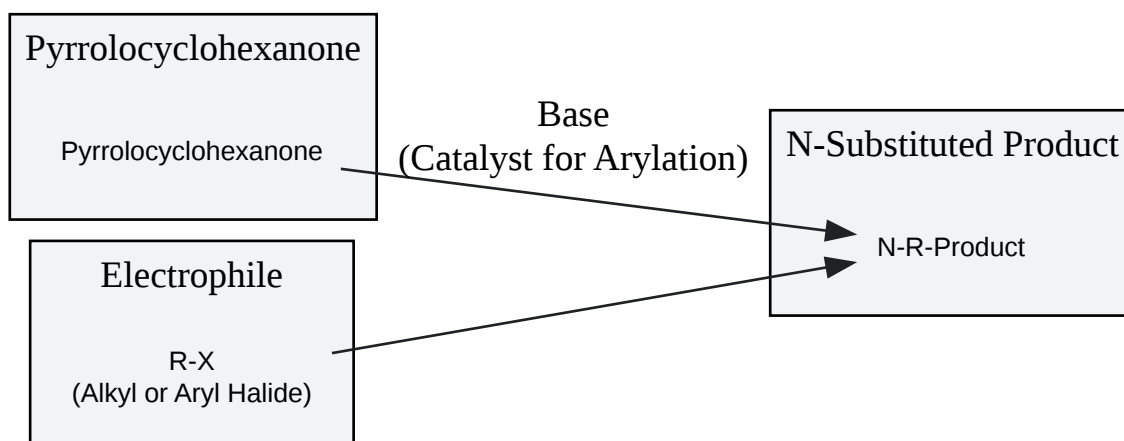 Pyrrolocyclohexanone
Pyrrolocyclohexanone
Electrophile
R-X
(Alkyl or Aryl Halide)
Base
(Catalyst for Arylation)
N-Substituted Product
N-R-Product